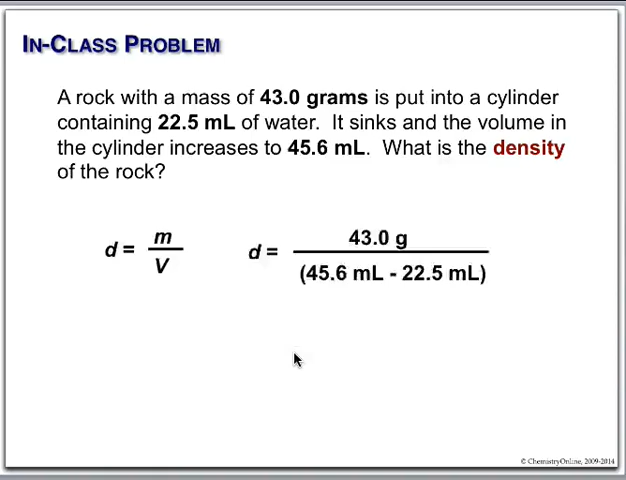 IN-CLASS PROBLEM
A rock with a mass of 43.0 grams is put into a cylinder
containing 22.5 mL of water. It sinks and the volume in
the cylinder increases to 45.6 mL. What is the density
of the rock?
d = m / V
d = 43.0 g / (45.6 mL - 22.5 mL)
© ChemistryOnline, 2009-2014